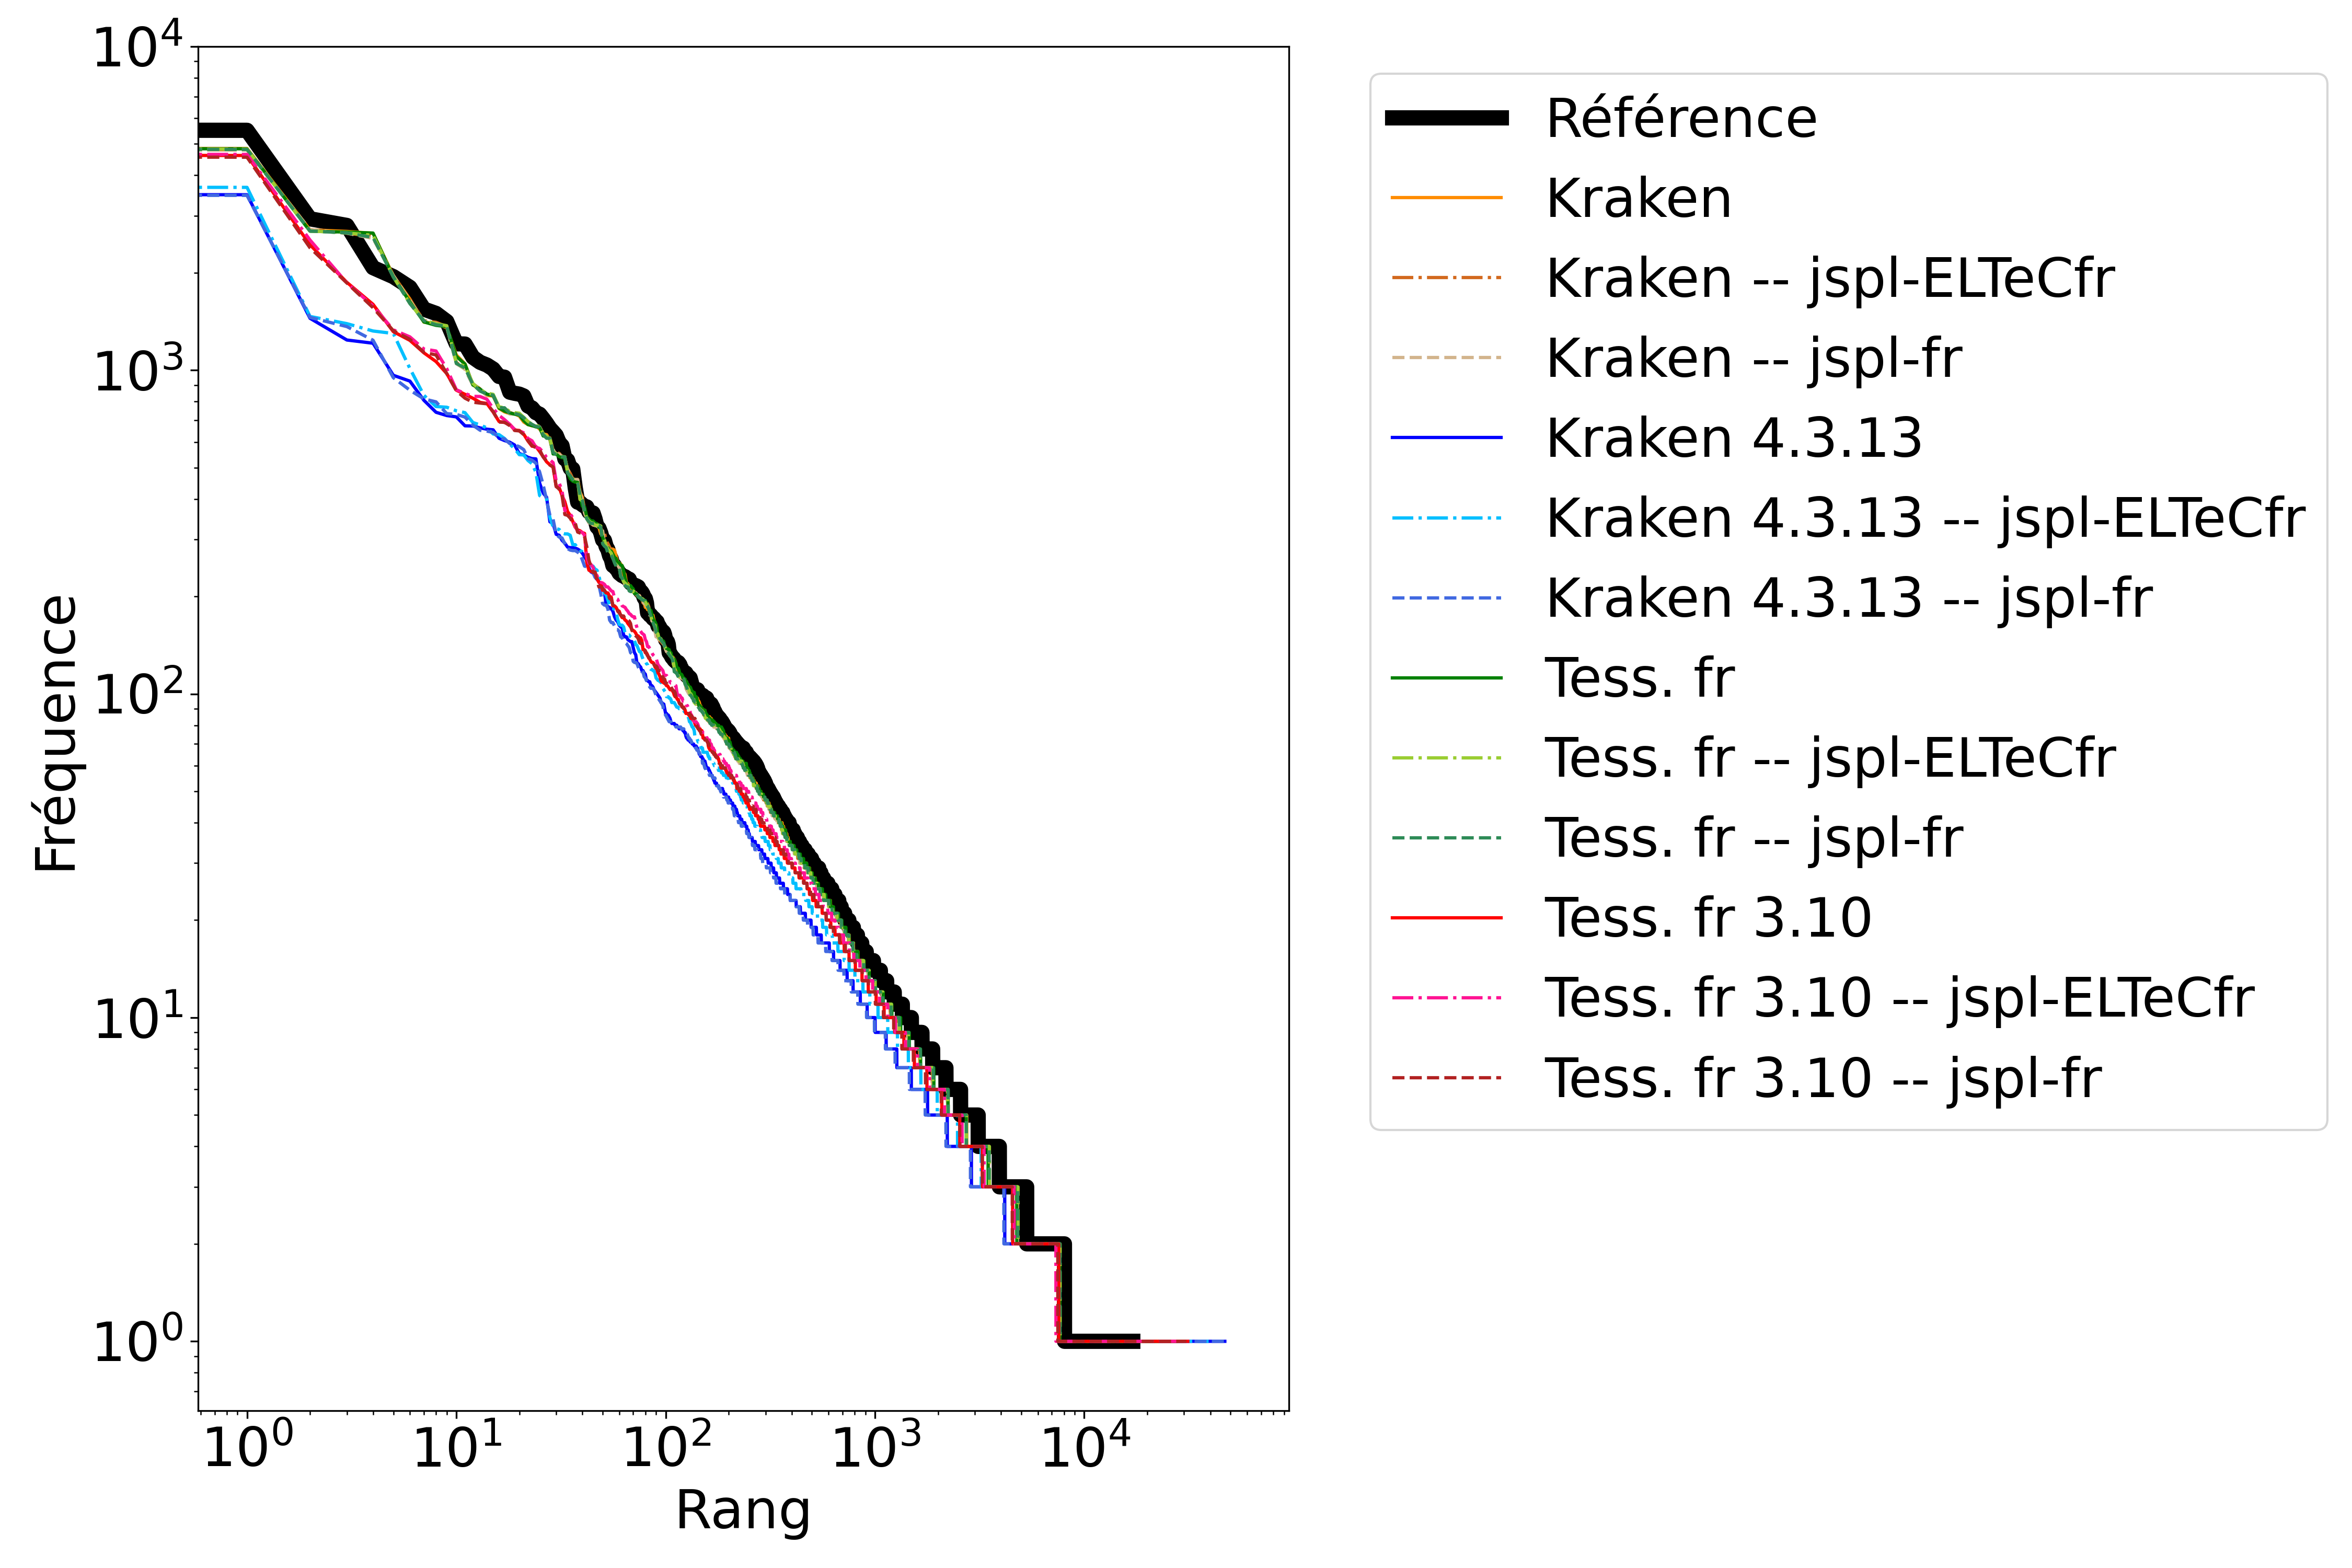 10⁴
10³
10²
10¹
10⁰
Fréquence
10⁰ 10¹ 10² 10³ 10⁴
Rang
Référence
Kraken
Kraken -- jspl-ELTeCfr
Kraken -- jspl-fr
Kraken 4.3.13
Kraken 4.3.13 -- jspl-ELTeCfr
Kraken 4.3.13 -- jspl-fr
Tess. fr
Tess. fr -- jspl-ELTeCfr
Tess. fr -- jspl-fr
Tess. fr 3.10
Tess. fr 3.10 -- jspl-ELTeCfr
Tess. fr 3.10 -- jspl-fr